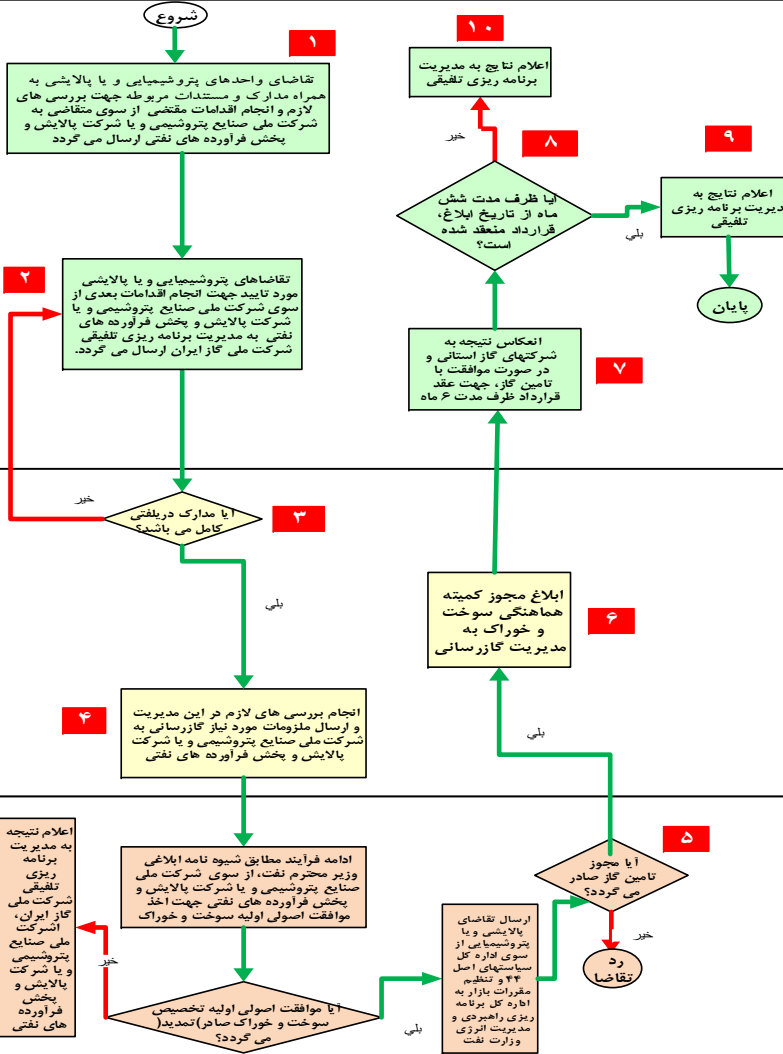 شروع
۱
تقاضای واحدهای پتروشیمیایی و یا پالایشی به
همراه مدارک و مستندات مربوطه جهت بررسی های
لازم و انجام اقدامات مقتضی از سوی متقاضی به
شرکت ملی صنایع پتروشیمی و یا شرکت پالایش و
پخش فرآورده های نفتی ارسال می گردد
۲
تقاضاهای پتروشیمیایی و یا پالایشی
مورد تایید جهت انجام اقدامات بعدی از
سوی شرکت ملی صنایع پتروشیمی و یا
شرکت پالایش و پخش فرآورده های
نفتی به مدیریت برنامه ریزی تلفیقی
شرکت ملی گاز ایران ارسال می گردد.
۳
آیا مدارک دریافتی
کامل می باشد؟
خیر
بلي
۴
انجام بررسی های لازم در این مدیریت
و ارسال ملزومات مورد نیاز گازرسانی به
شرکت ملی صنایع پتروشیمی و یا شرکت
پالایش و پخش فرآورده های نفتی
ادامه فرآیند مطابق شیوه نامه ابلاغی
وزیر محترم نفت، از سوی شرکت ملی
صنایع پتروشیمی و یا شرکت پالایش و
پخش فرآورده های نفتی جهت اخذ
موافقت اصولی اولیه سوخت و خوراک
آیا موافقت اصولی اولیه تخصیص
سوخت و خوراک صادر)تمدید(
می گردد؟
خیر
بلي
اعلام نتیجه
به مدیریت
برنامه
ریزی
تلفیقی
شرکت ملی
گاز ایران،
اشرکت
ملی صنایع
پتروشیمی
و یا شرکت
پالایش و
پخش
فرآورده
های نفتی
ارسال تقاضای
پالایشی و یا
پتروشیمیایی از
سوی اداره کل
سیاستهای اصل
۴۴ و تنظیم
مقررات بازار به
اداره کل برنامه
ریزی راهبردی و
مدیریت انرژی
وزارت نفت
۵
آیا مجوز
تامین گاز صادر
می گردد؟
خیر
رد
تقاضا
بلي
۶
ابلاغ مجوز کمیته
هماهنگی سوخت
و خوراک به
مدیریت گازرسانی
۷
انعکاس نتیجه به
شرکتهای گاز استانی و
در صورت موافقت با
تامین گاز، جهت عقد
قرارداد ظرف مدت ۶ ماه
۸
آیا ظرف مدت شش
ماه از تاریخ ابلاغ،
قرارداد منعقد شده
است؟
خیر
بلي
۹
اعلام نتایج به
مدیریت برنامه ریزی
تلفیقی
پایان
۱۰
اعلام نتایج به مدیریت
برنامه ریزی تلفیقی